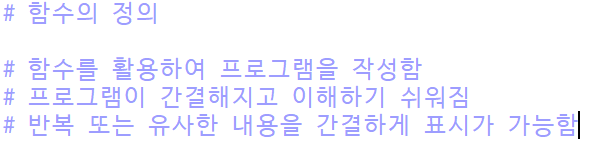 # 함수의 정의
# 함수를 활용하여 프로그램을 작성함
# 프로그램이 간결해지고 이해하기 쉬워짐
# 반복 또는 유사한 내용을 간결하게 표시가 가능함